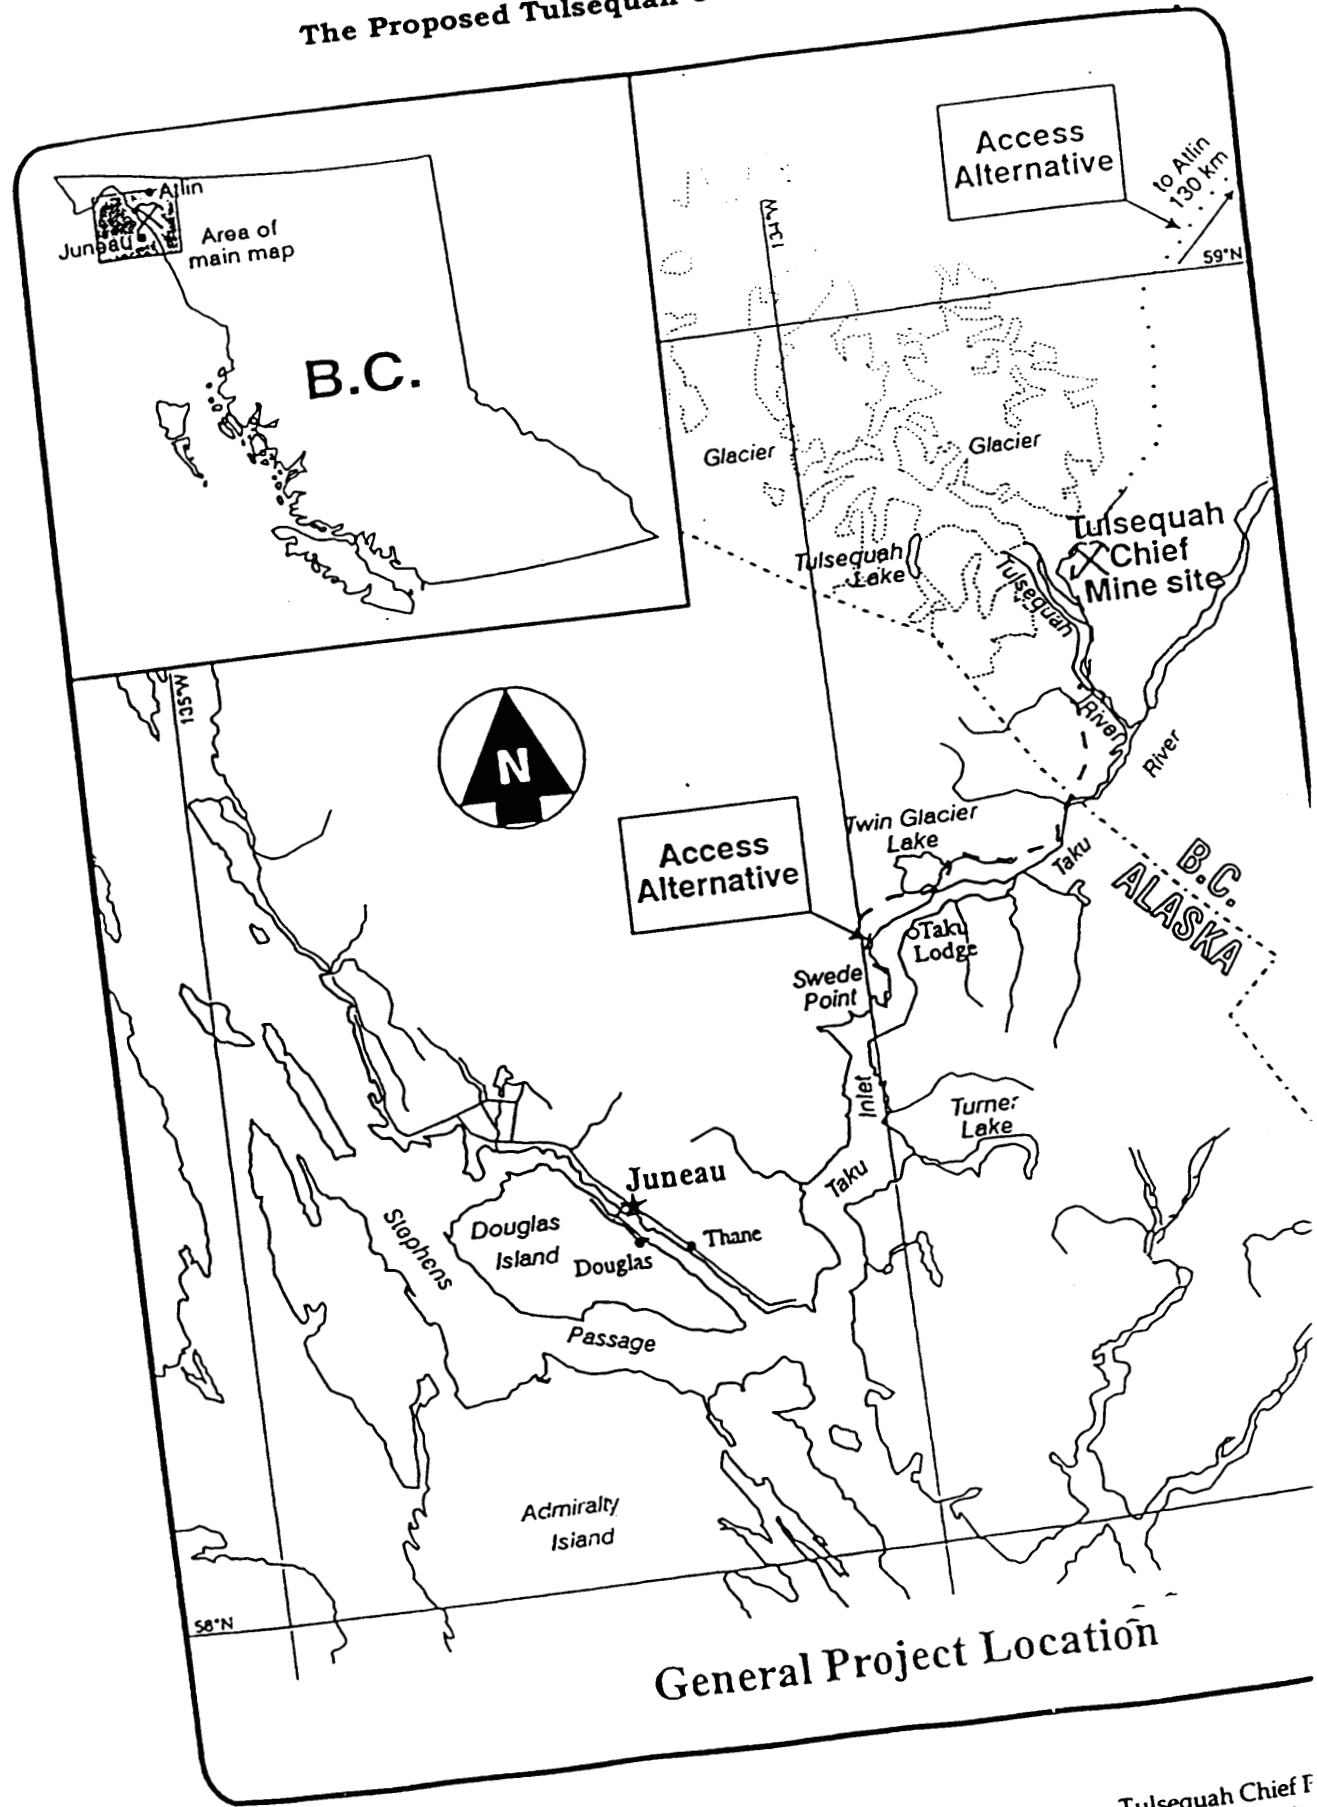 The Proposed Tulsequah
Access
Alternative
to Atlin
130 km
Atlin
Juneau
Area of
main map
134°W
59°N
B.C.
Glacier
Glacier
Tulsequah
Chief
Mine site
Tulsequah
Lake
Tulsequah
River
135°W
N
River
Twin Glacier
Lake
Access
Alternative
Taku
B.C.
ALASKA
Taku
Lodge
Swede
Point
Inlet
Turner
Lake
Taku
Juneau
Stephens
Douglas
Island
Thane
Douglas
Passage
Admiralty
Island
58°N
General Project Location
Tulsequah Chief